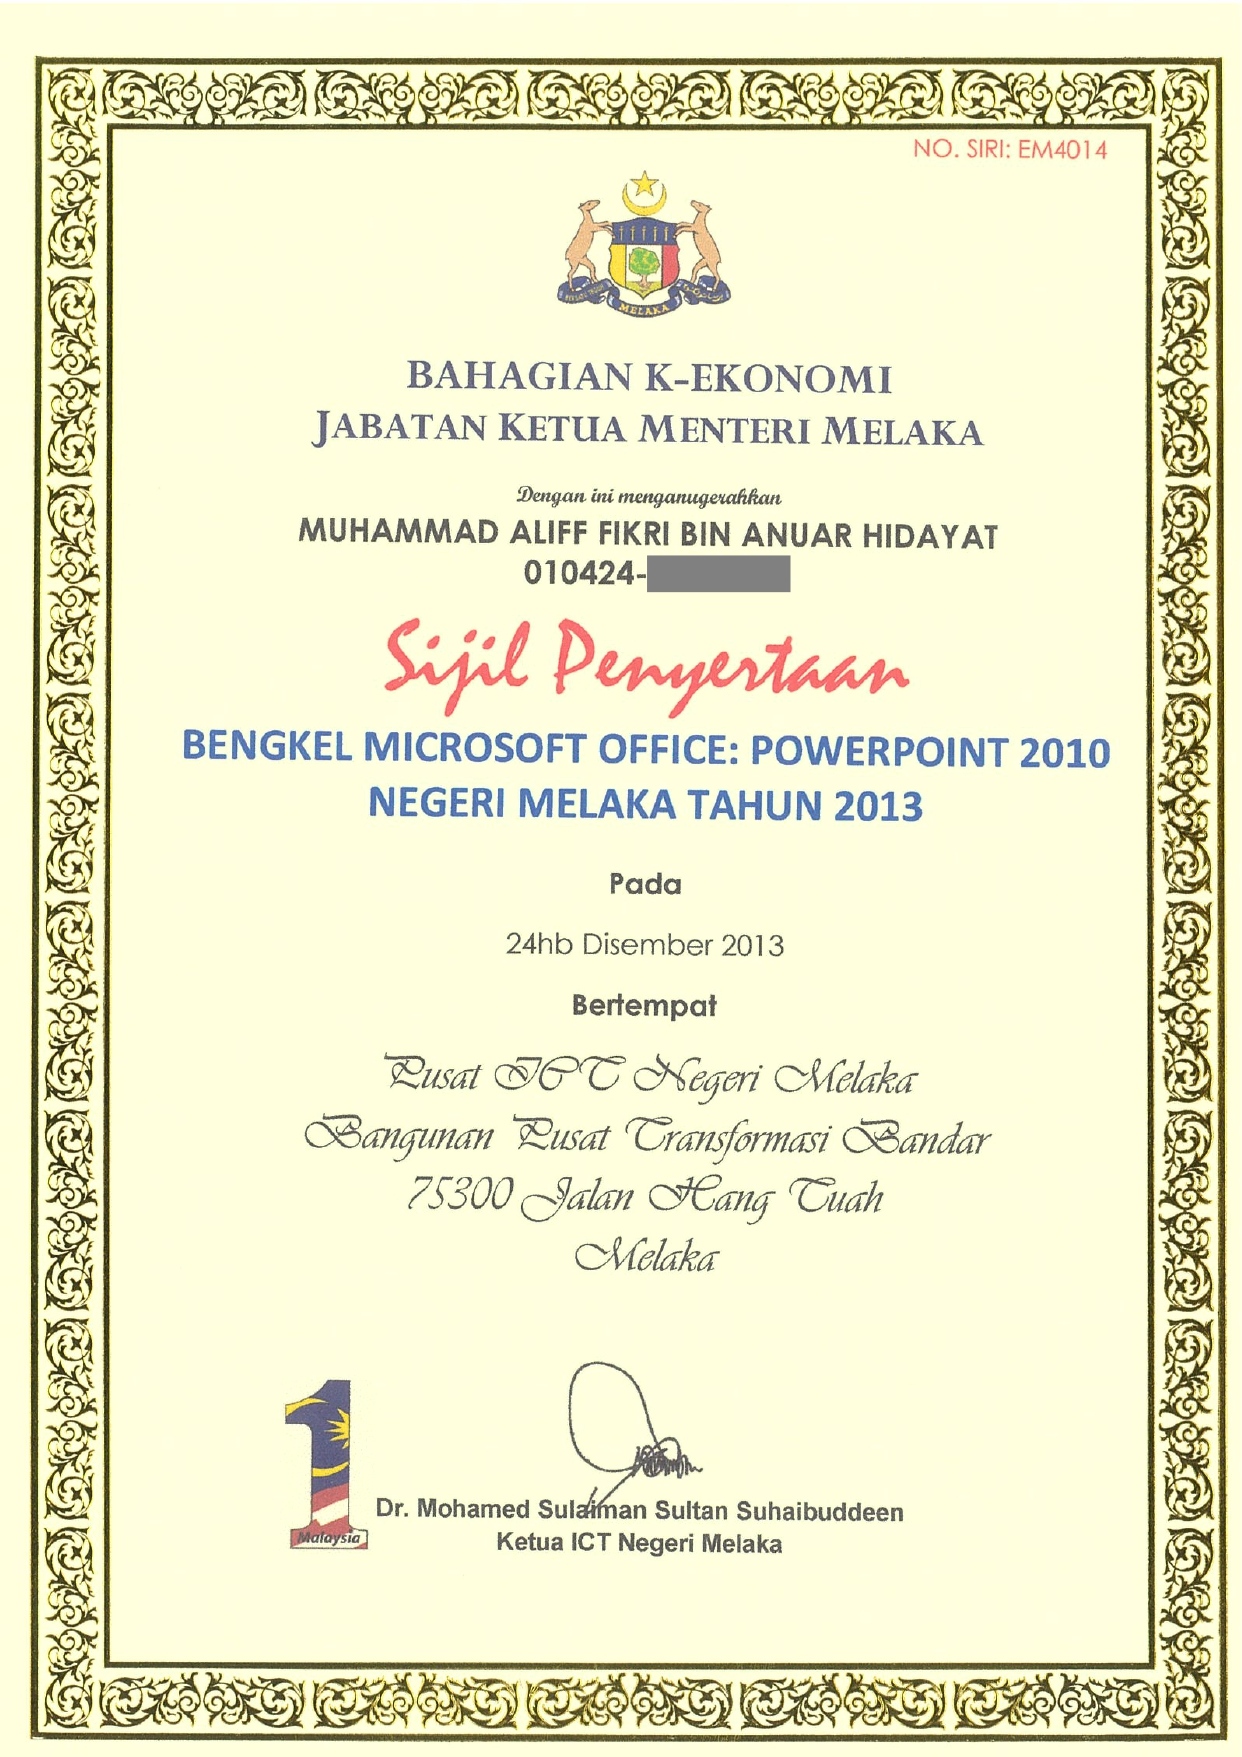 NO. SIRI: EM4014
MELAKA
BAHAGIAN K-EKONOMI
JABATAN KETUA MENTERI MELAKA
Dengan ini menganugerahkan
MUHAMMAD ALIFF FIKRI BIN ANUAR HIDAYAT
010424-
Sijil Penyertaan
BENGKEL MICROSOFT OFFICE: POWERPOINT 2010
NEGERI MELAKA TAHUN 2013
Pada
24hb Disember 2013
Bertempat
Pusat ICT Negeri Melaka
Bangunan Pusat Transformasi Bandar
75300 Jalan Hang Tuah
Melaka
1
Malaysia
Dr. Mohamed Sulaiman Sultan Suhaibuddeen
Ketua ICT Negeri Melaka